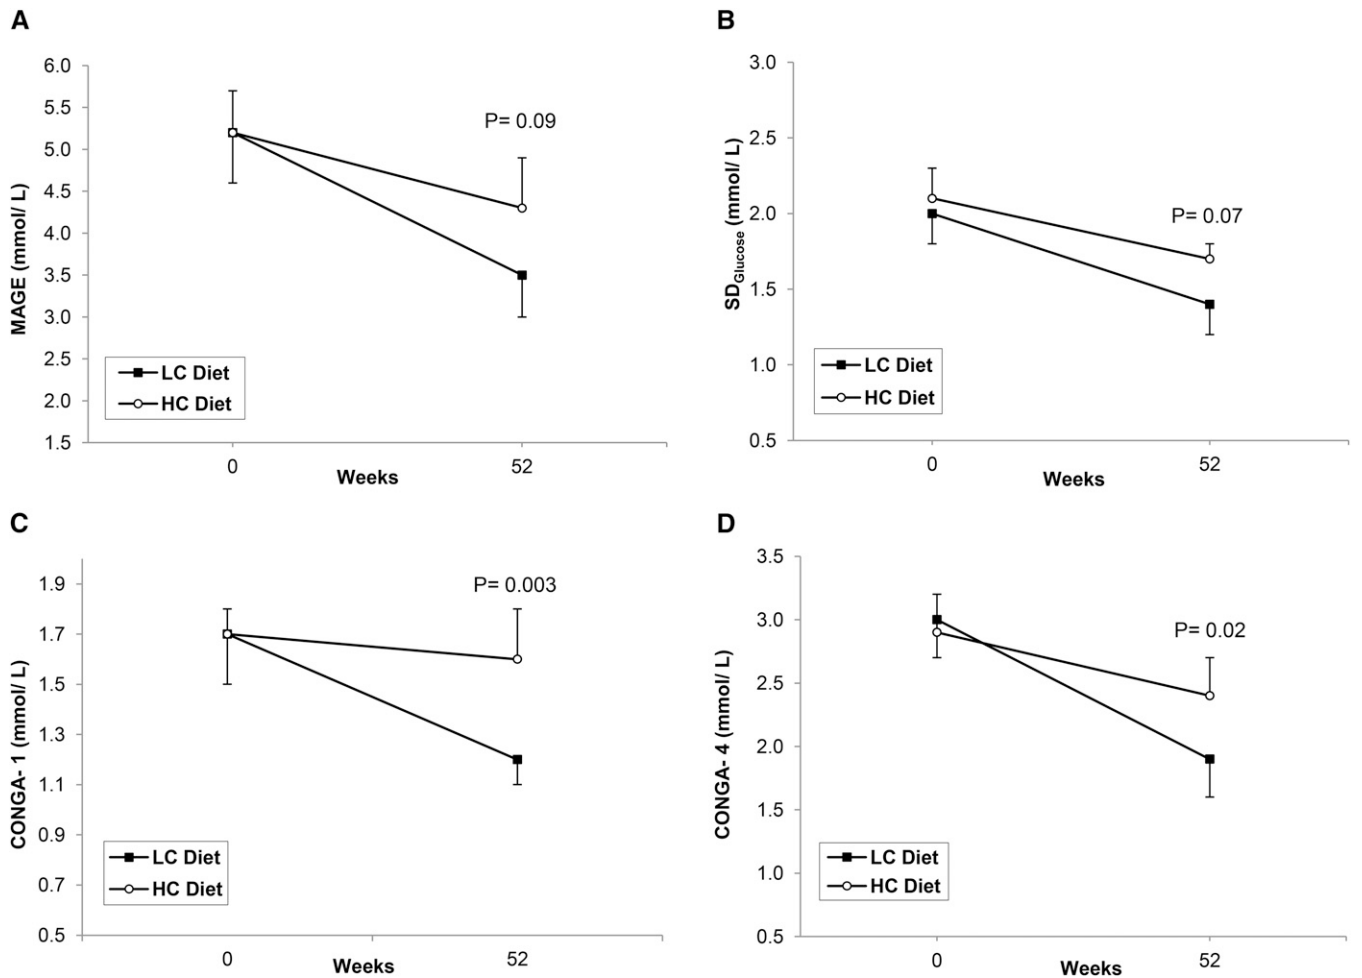 A
MAGE (mmol/ L)
6.0
5.5
5.0
4.5
4.0
3.5
3.0
2.5
2.0
1.5
P= 0.09
LC Diet
HC Diet
0
52
Weeks
B
SDGlucose (mmol/ L)
3.0
2.5
2.0
1.5
1.0
0.5
P= 0.07
LC Diet
HC Diet
0
52
Weeks
C
CONGA- 1 (mmol/ L)
1.9
1.7
1.5
1.3
1.1
0.9
0.7
0.5
P= 0.003
LC Diet
HC Diet
0
52
Weeks
D
CONGA- 4 (mmol/ L)
3.5
3.0
2.5
2.0
1.5
1.0
0.5
P= 0.02
LC Diet
HC Diet
0
52
Weeks